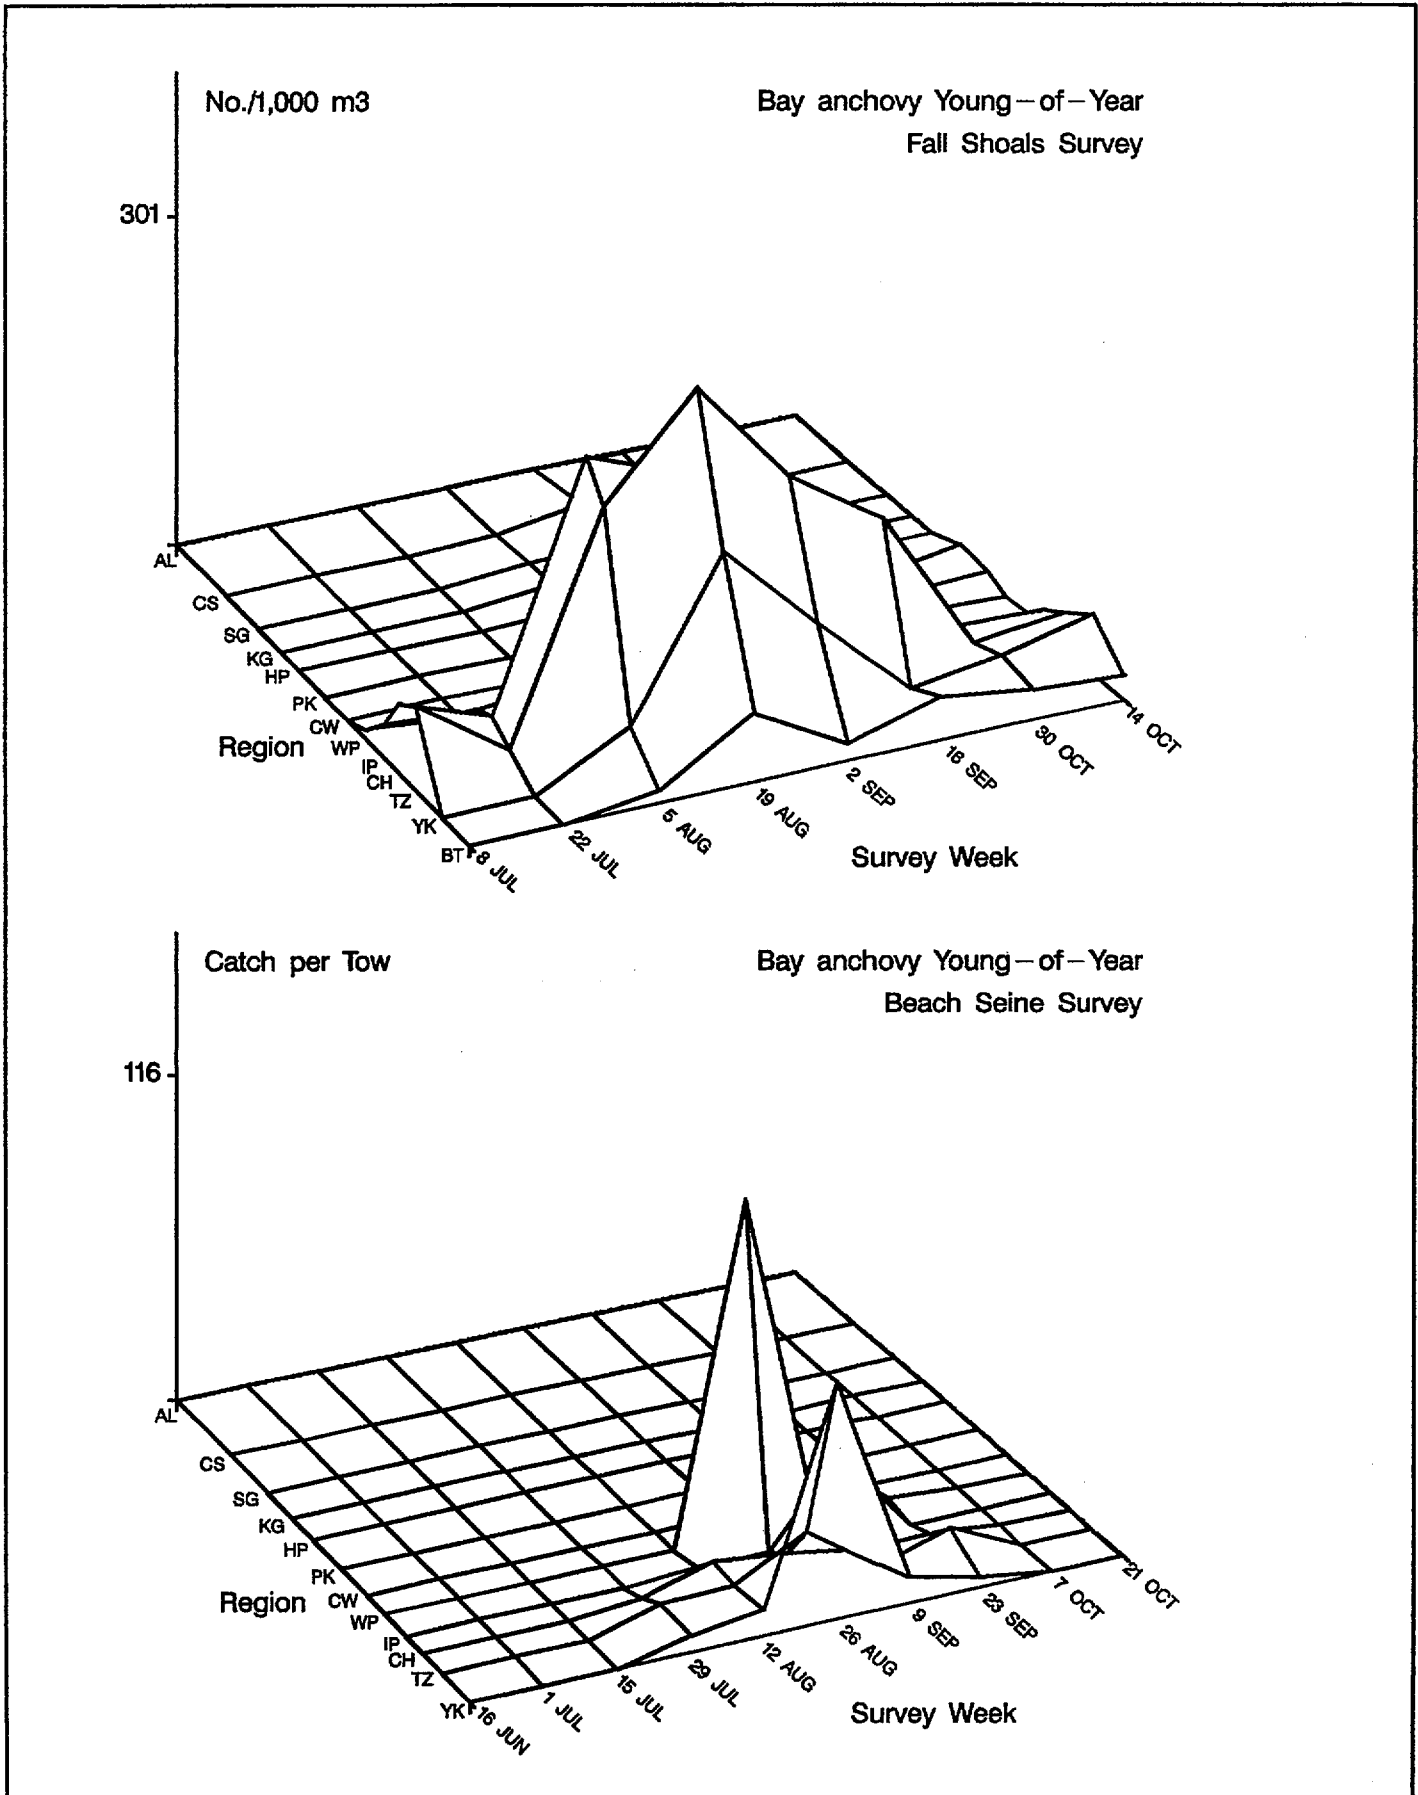 No./1,000 m3
Bay anchovy Young-of-Year
Fall Shoals Survey
301
AL
CS
SG
KG
HP
PK
CW
WP
IP
CH
TZ
YK
BT
Region
8 JUL
22 JUL
5 AUG
19 AUG
2 SEP
16 SEP
30 OCT
14 OCT
Survey Week
Catch per Tow
Bay anchovy Young-of-Year
Beach Seine Survey
116
AL
CS
SG
KG
HP
PK
CW
WP
IP
CH
TZ
YK
Region
16 JUN
1 JUL
15 JUL
29 JUL
12 AUG
26 AUG
9 SEP
23 SEP
7 OCT
21 OCT
Survey Week